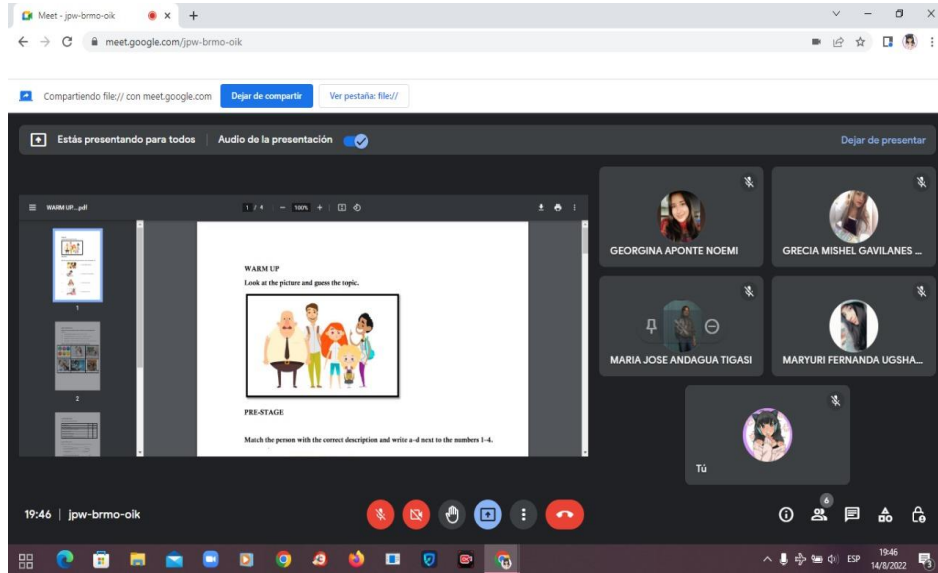 Meet - jpw-brmo-oik
meet.google.com/jpw-brmo-oik
Compartiendo file:// con meet.google.com
Dejar de compartir
Ver pestaña: file://
Estás presentando para todos
Audio de la presentación
Dejar de presentar
WARM UP....pdf
1 / 4
100%
1
2
WARM UP
Look at the picture and guess the topic.
PRE-STAGE
Match the person with the correct description and write a-d next to the numbers 1-4.
GEORGINA APONTE NOEMI
GRECIA MISHEL GAVILANES ...
MARIA JOSE ANDAGUA TIGASI
MARYURI FERNANDA UGSHA...
Tú
19:46 | jpw-brmo-oik
6
ESP
19:46
14/8/2022
3